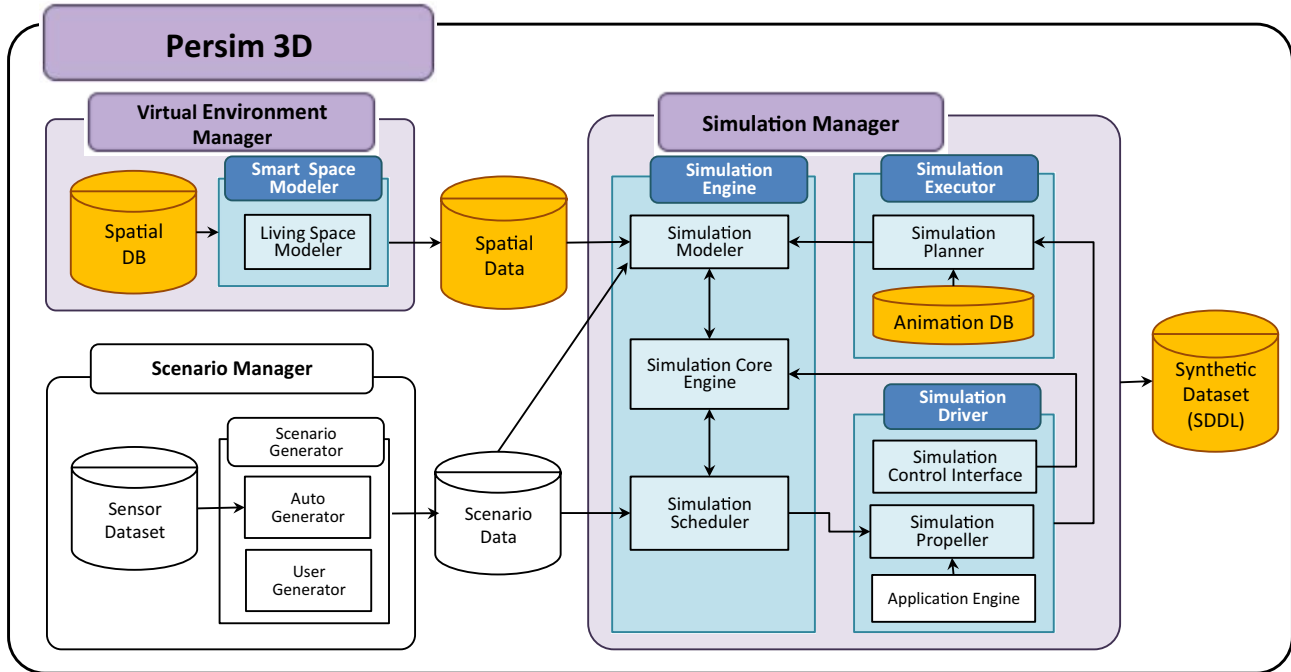 Persim 3D
Virtual Environment
Manager
Smart Space
Modeler
Spatial
DB
Living Space
Modeler
Spatial
Data
Scenario Manager
Scenario
Generator
Sensor
Dataset
Auto
Generator
User
Generator
Scenario
Data
Simulation Manager
Simulation
Engine
Simulation
Modeler
Simulation Core
Engine
Simulation
Scheduler
Simulation
Executor
Simulation
Planner
Animation DB
Simulation
Driver
Simulation
Control Interface
Simulation
Propeller
Application Engine
Synthetic
Dataset
(SDDL)